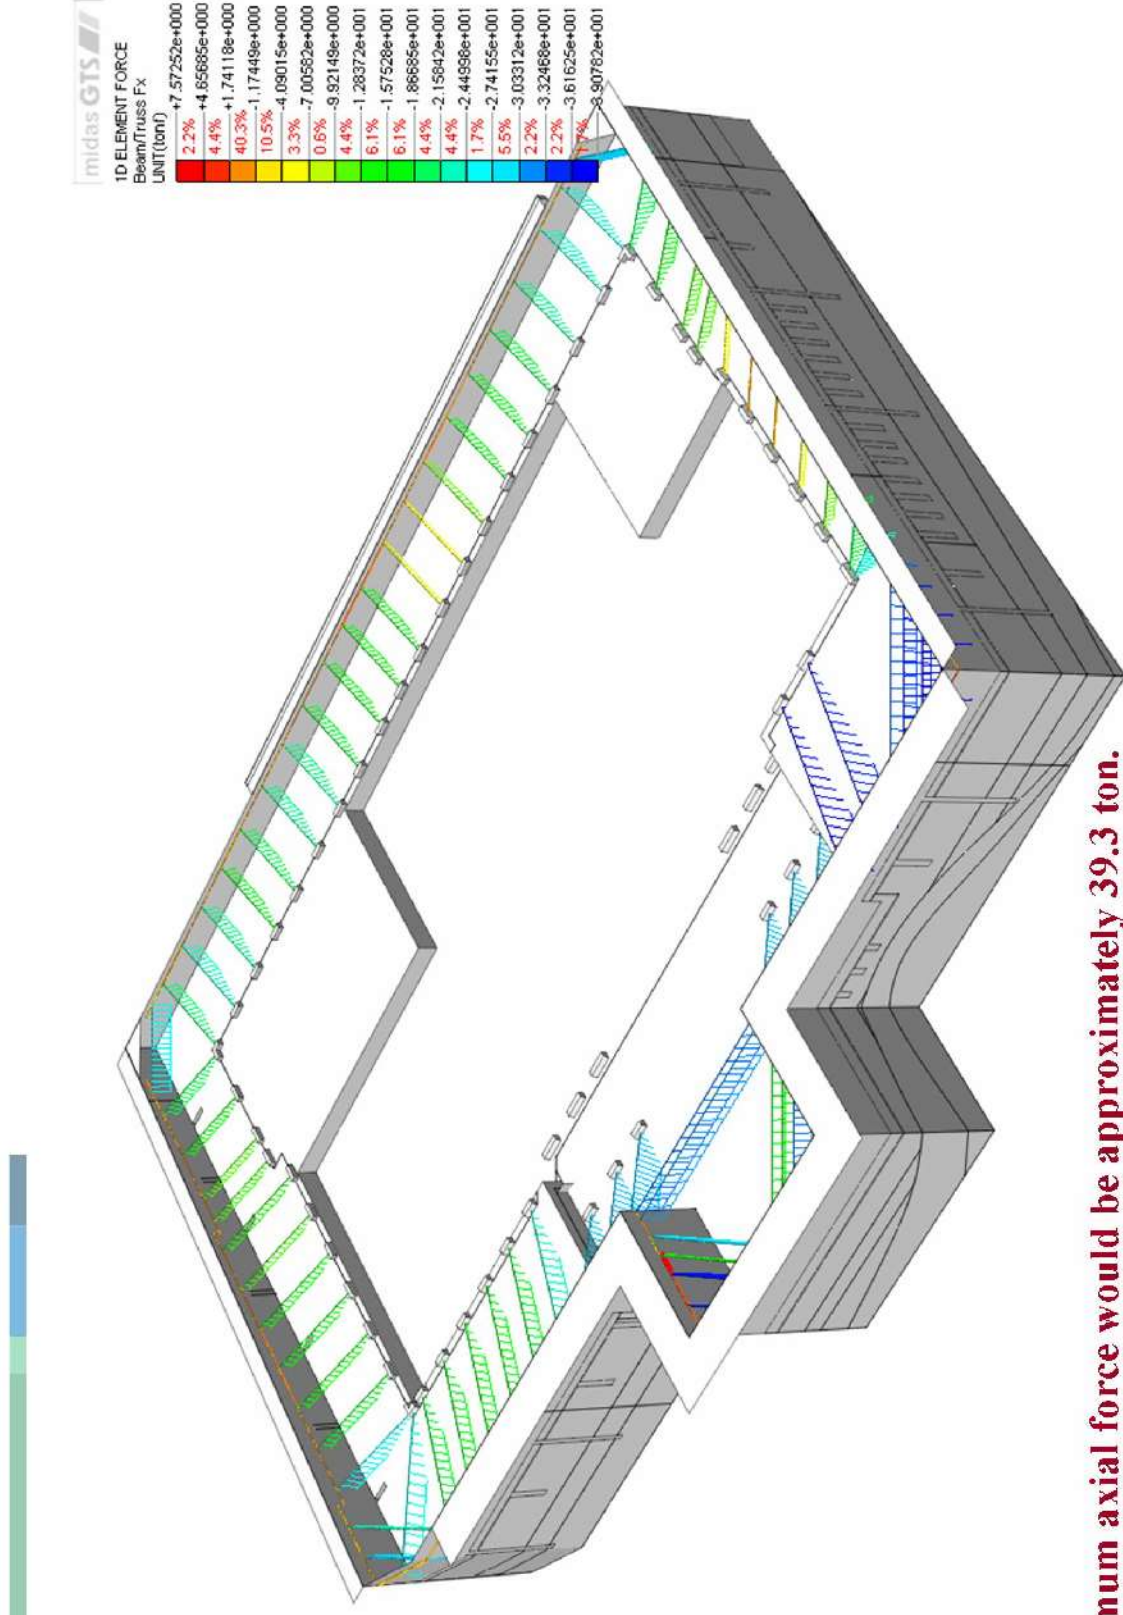 midas GTS
1D ELEMENT FORCE
Beam/Truss Fx
UNIT(tonf)
+7.57252e+000
2.2%
+4.65685e+000
4.4%
+1.74118e+000
40.3%
-1.17449e+000
10.5%
-4.09015e+000
3.3%
-7.00582e+000
0.6%
-9.92149e+000
4.4%
-1.28372e+001
6.1%
-1.57528e+001
6.1%
-1.86685e+001
4.4%
-2.15842e+001
4.4%
-2.44998e+001
1.7%
-2.74155e+001
5.5%
-3.03312e+001
2.2%
-3.32468e+001
2.2%
-3.61625e+001
1.7%
3.90782e+001
num axial force would be approximately 39.3 ton.